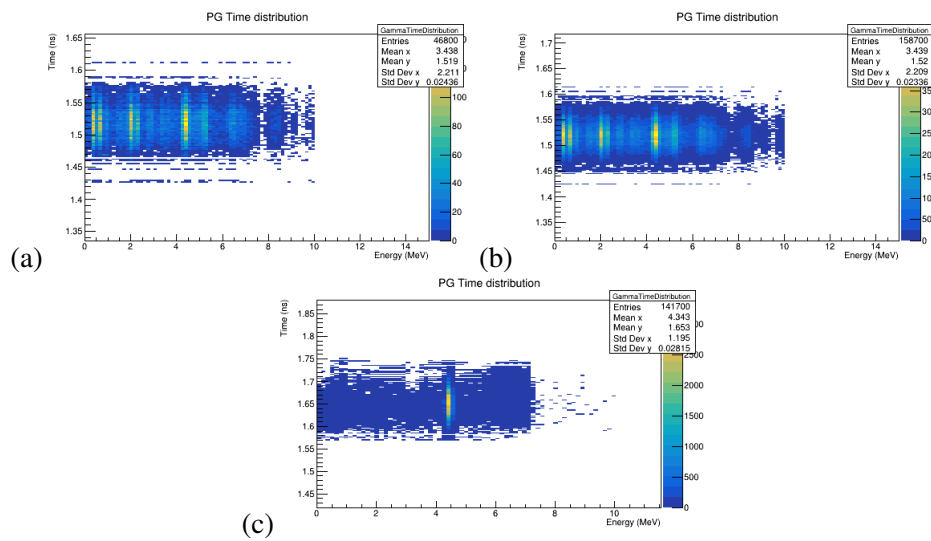 PG Time distribution
GammaTimeDistribution
Entries 46800
Mean x 3.438
Mean y 1.519
Std Dev x 2.211
Std Dev y 0.02436
Time (ns)
1.65
1.6
1.55
1.5
1.45
1.4
1.35
0 2 4 6 8 10 12 14
Energy (MeV)
100
80
60
40
20
0
(a)
PG Time distribution
GammaTimeDistribution
Entries 158700
Mean x 3.439
Mean y 1.52
Std Dev x 2.209
Std Dev y 0.02336
Time (ns)
1.7
1.65
1.6
1.55
1.5
1.45
1.4
1.35
0 2 4 6 8 10 12 14
Energy (MeV)
0
(b)
PG Time distribution
GammaTimeDistribution
Entries 141700
Mean x 4.343
Mean y 1.653
Std Dev x 1.195
Std Dev y 0.02815
Time (ns)
1.85
1.8
1.75
1.7
1.65
1.6
1.55
1.5
1.45
0 2 4 6 8 10
Energy (MeV)
2500
2000
1500
1000
500
0
(c)